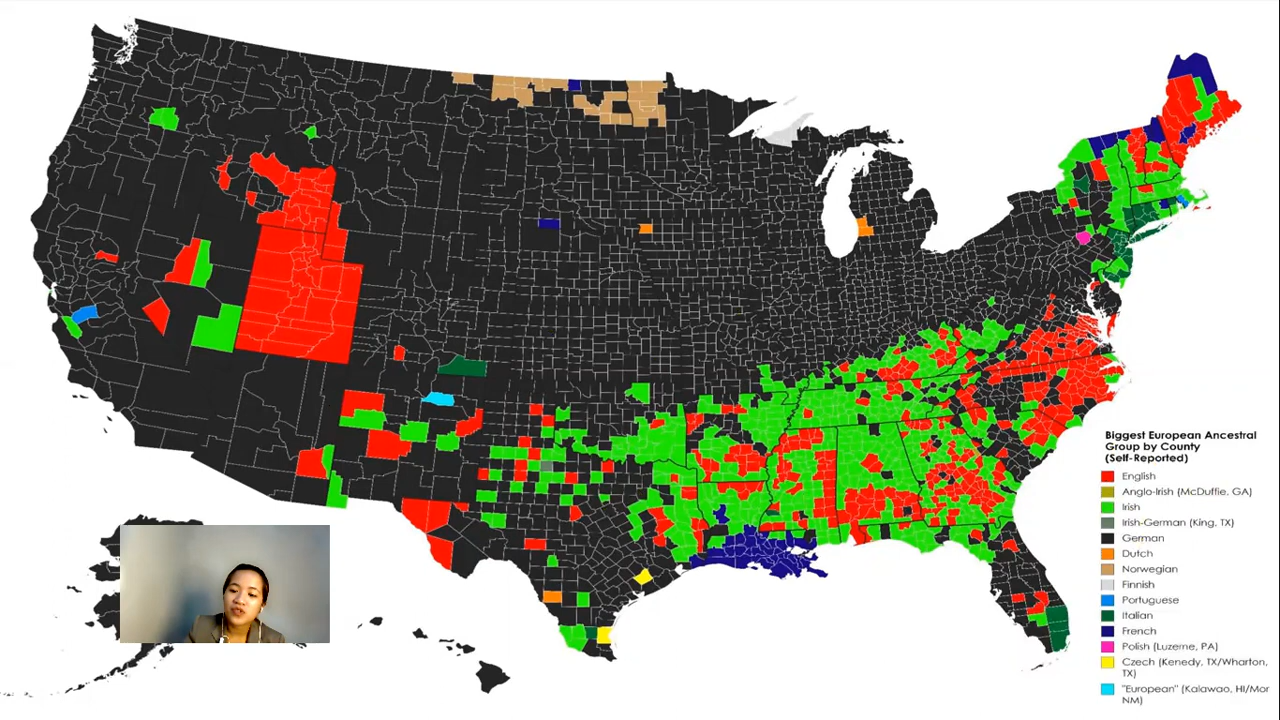 Biggest European Ancestral
Group by County
(Self-Reported)
English
Anglo-Irish (McDuffie, GA)
Irish
Irish-German (King, TX)
German
Dutch
Norwegian
Finnish
Portuguese
Italian
French
Polish (Luzerne, PA)
Czech (Kenedy, TX/Wharton,
TX)
"European" (Kalawao, HI/Mor
NM)